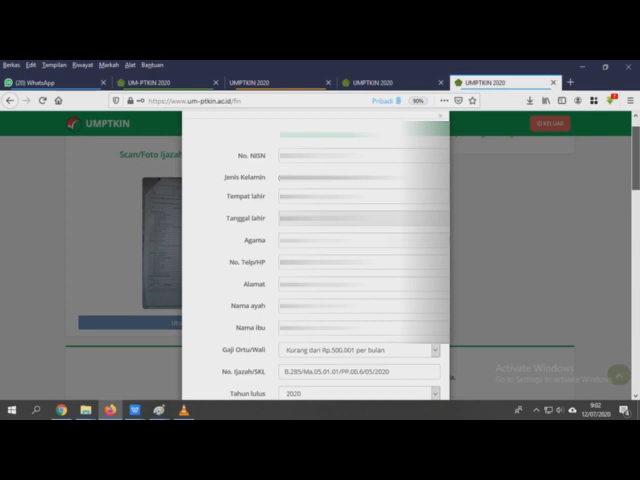 Berkas Edit Tampilan Riwayat Markah Alat Bantuan
(20) WhatsApp
UM-PTKIN 2020
UMPTKIN 2020
UMPTKIN 2020
UMPTKIN 2020
https://www.um-ptkin.ac.id/fin
Pribadi
90%
UMPTKIN
KELUAR
Scan/Foto Ijazah
No. NISN
Jenis Kelamin
Tempat lahir
Tanggal lahir
Agama
No. Telp/HP
Alamat
Nama ayah
Nama ibu
Gaji Ortu/Wali
Kurang dari Rp.500.001 per bulan
No. Ijazah/SKL
B.285/Ma.05.01.01/PP.00.6/05/2020
Tahun lulus
2020
Activate Windows
Go to Settings to activate Windows.
9:02
12/07/2020